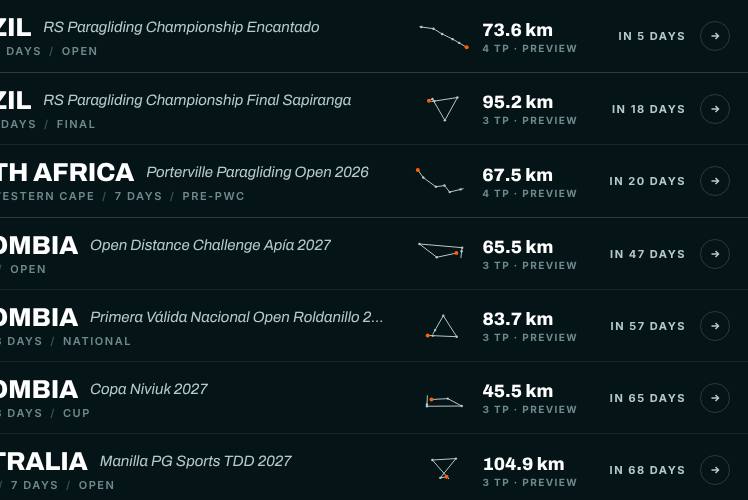 ZIL RS Paragliding Championship Encantado
73.6 km
IN 5 DAYS
DAYS / OPEN
4 TP · PREVIEW
ZIL RS Paragliding Championship Final Sapiranga
95.2 km
IN 18 DAYS
DAYS / FINAL
3 TP · PREVIEW
TH AFRICA Porterville Paragliding Open 2026
67.5 km
IN 20 DAYS
ESTERN CAPE / 7 DAYS / PRE-PWC
4 TP · PREVIEW
OMBIA Open Distance Challenge Apía 2027
65.5 km
IN 47 DAYS
/ OPEN
3 TP · PREVIEW
OMBIA Primera Válida Nacional Open Roldanillo 2...
83.7 km
IN 57 DAYS
DAYS / NATIONAL
3 TP · PREVIEW
OMBIA Copa Niviuk 2027
45.5 km
IN 65 DAYS
DAYS / CUP
3 TP · PREVIEW
TRALIA Manilla PG Sports TDD 2027
104.9 km
IN 68 DAYS
/ 7 DAYS / OPEN
3 TP · PREVIEW